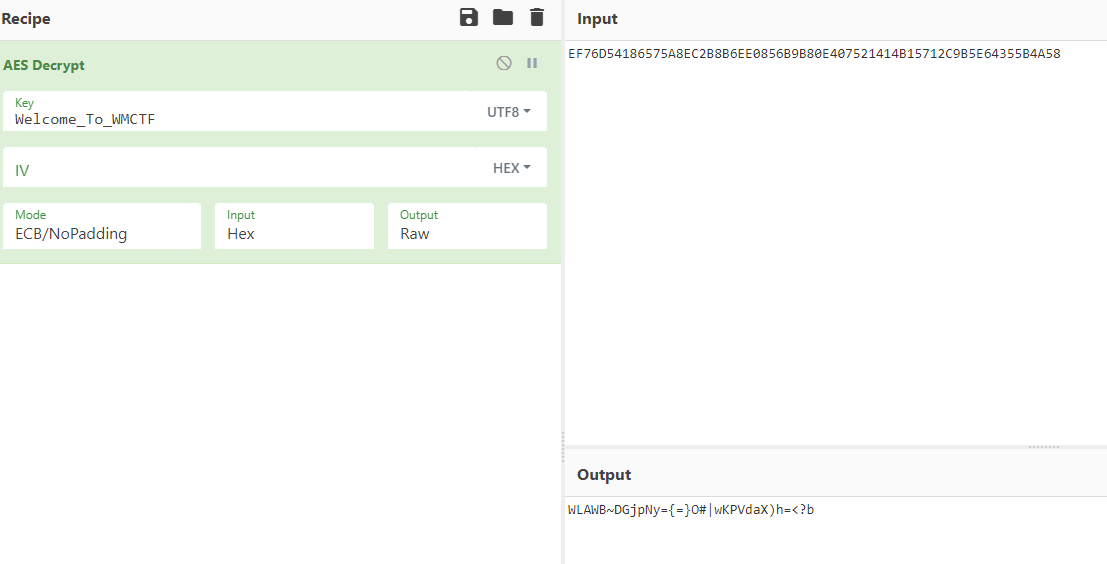 Recipe
AES Decrypt
Key
Welcome_To_WMCTF
UTF8
IV
HEX
Mode
ECB/NoPadding
Input
Hex
Output
Raw
Input
EF76D54186575A8EC2B8B6EE0856B9B80E407521414B15712C9B5E64355B4A58
Output
WLAWB~DGjpNy={=}O#|wKPVdaX)h=<?b